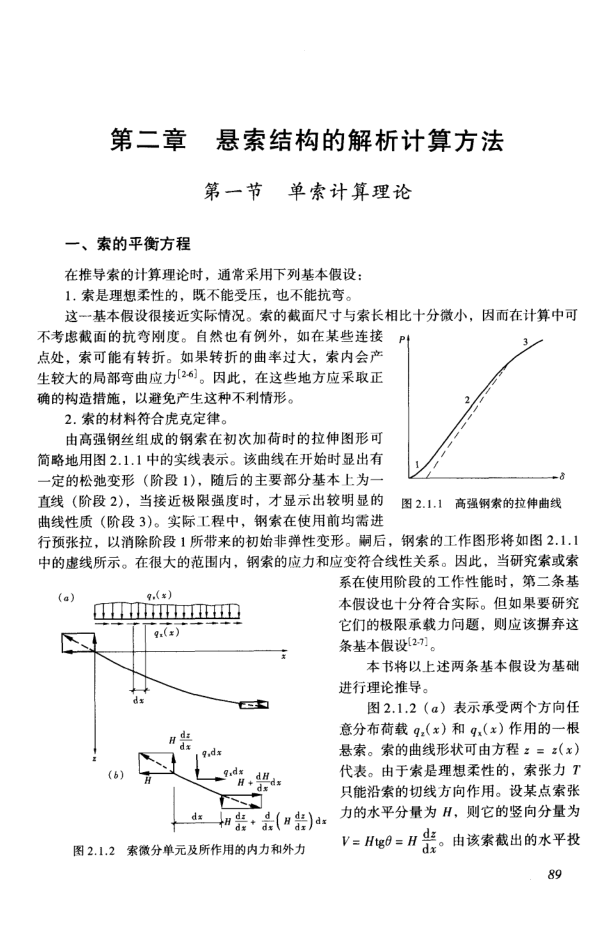 第二章 悬索结构的解析计算方法
第一节 单索计算理论
一、索的平衡方程
在推导索的计算理论时，通常采用下列基本假设：
1. 索是理想柔性的，既不能受压，也不能抗弯。
这一基本假设很接近实际情况。索的截面尺寸与索长相比十分微小，因而在计算中可
不考虑截面的抗弯刚度。自然也有例外，如在某些连接
点处，索可能有转折。如果转折的曲率过大，索内会产
生较大的局部弯曲应力[2-6]。因此，在这些地方应采取正
确的构造措施，以避免产生这种不利情形。
2. 索的材料符合虎克定律。
由高强钢丝组成的钢索在初次加荷时的拉伸图形可
简略地用图 2.1.1 中的实线表示。该曲线在开始时显出有
一定的松弛变形（阶段 1），随后的主要部分基本上为一
直线（阶段 2），当接近极限强度时，才显示出较明显的
曲线性质（阶段 3）。实际工程中，钢索在使用前均需进
行预张拉，以消除阶段 1 所带来的初始非弹性变形。嗣后，钢索的工作图形将如图 2.1.1
中的虚线所示。在很大的范围内，钢索的应力和应变符合线性关系。因此，当研究索或索
P
3
2
1
δ
图 2.1.1 高强钢索的拉伸曲线
系在使用阶段的工作性能时，第二条基
本假设也十分符合实际。但如果要研究
它们的极限承载力问题，则应该摒弃这
条基本假设[2-7]。
本书将以上述两条基本假设为基础
进行理论推导。
图 2.1.2（a）表示承受两个方向任
意分布荷载 q_z(x) 和 q_x(x) 作用的一根
悬索。索的曲线形状可由方程 z = z(x)
代表。由于索是理想柔性的，索张力 T
只能沿索的切线方向作用。设某点索张
力的水平分量为 H，则它的竖向分量为
V = Htgθ = H dz/dx。由该索截出的水平投
(a)
q_z(x)
q_x(x)
x
dx
z
(b)
H dz/dx
q_x dx
q_z dx
H
H + dH/dx dx
dx
H dz/dx + d/dx (H dz/dx) dx
图 2.1.2 索微分单元及所作用的内力和外力
89